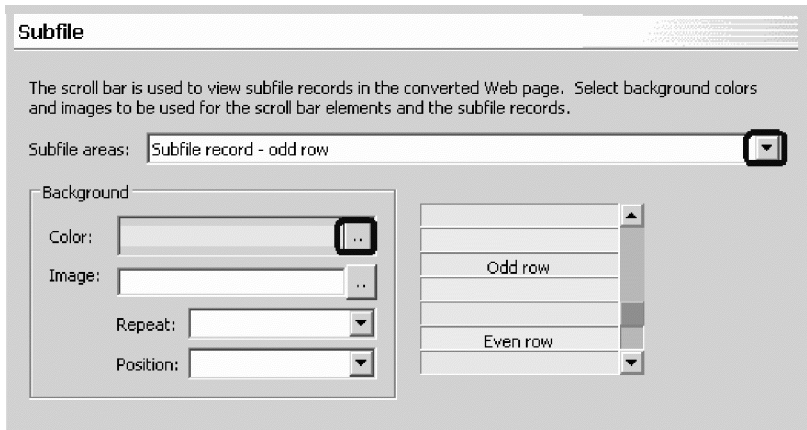 Subfile
The scroll bar is used to view subfile records in the converted Web page.  Select background colors
and images to be used for the scroll bar elements and the subfile records.
Subfile areas: Subfile record - odd row
Background
Color: ..
Image: ..
Repeat:
Position:
Odd row
Even row